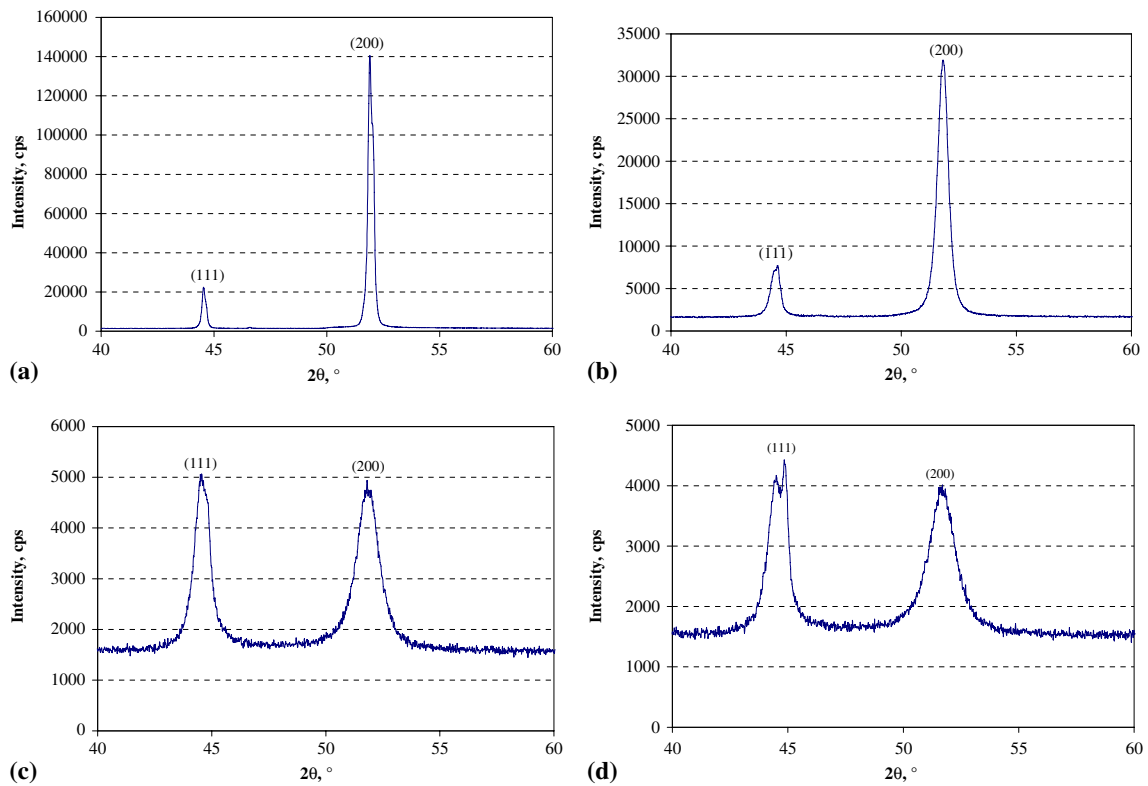 160000
140000
120000
100000
80000
60000
40000
20000
0
Intensity, cps
(111)
(200)
40 45 50 55 60
2θ, °
(a)
35000
30000
25000
20000
15000
10000
5000
0
Intensity, cps
(111)
(200)
40 45 50 55 60
2θ, °
(b)
6000
5000
4000
3000
2000
1000
0
Intensity, cps
(111)
(200)
40 45 50 55 60
2θ, °
(c)
5000
4000
3000
2000
1000
0
Intensity, cps
(111)
(200)
40 45 50 55 60
2θ, °
(d)